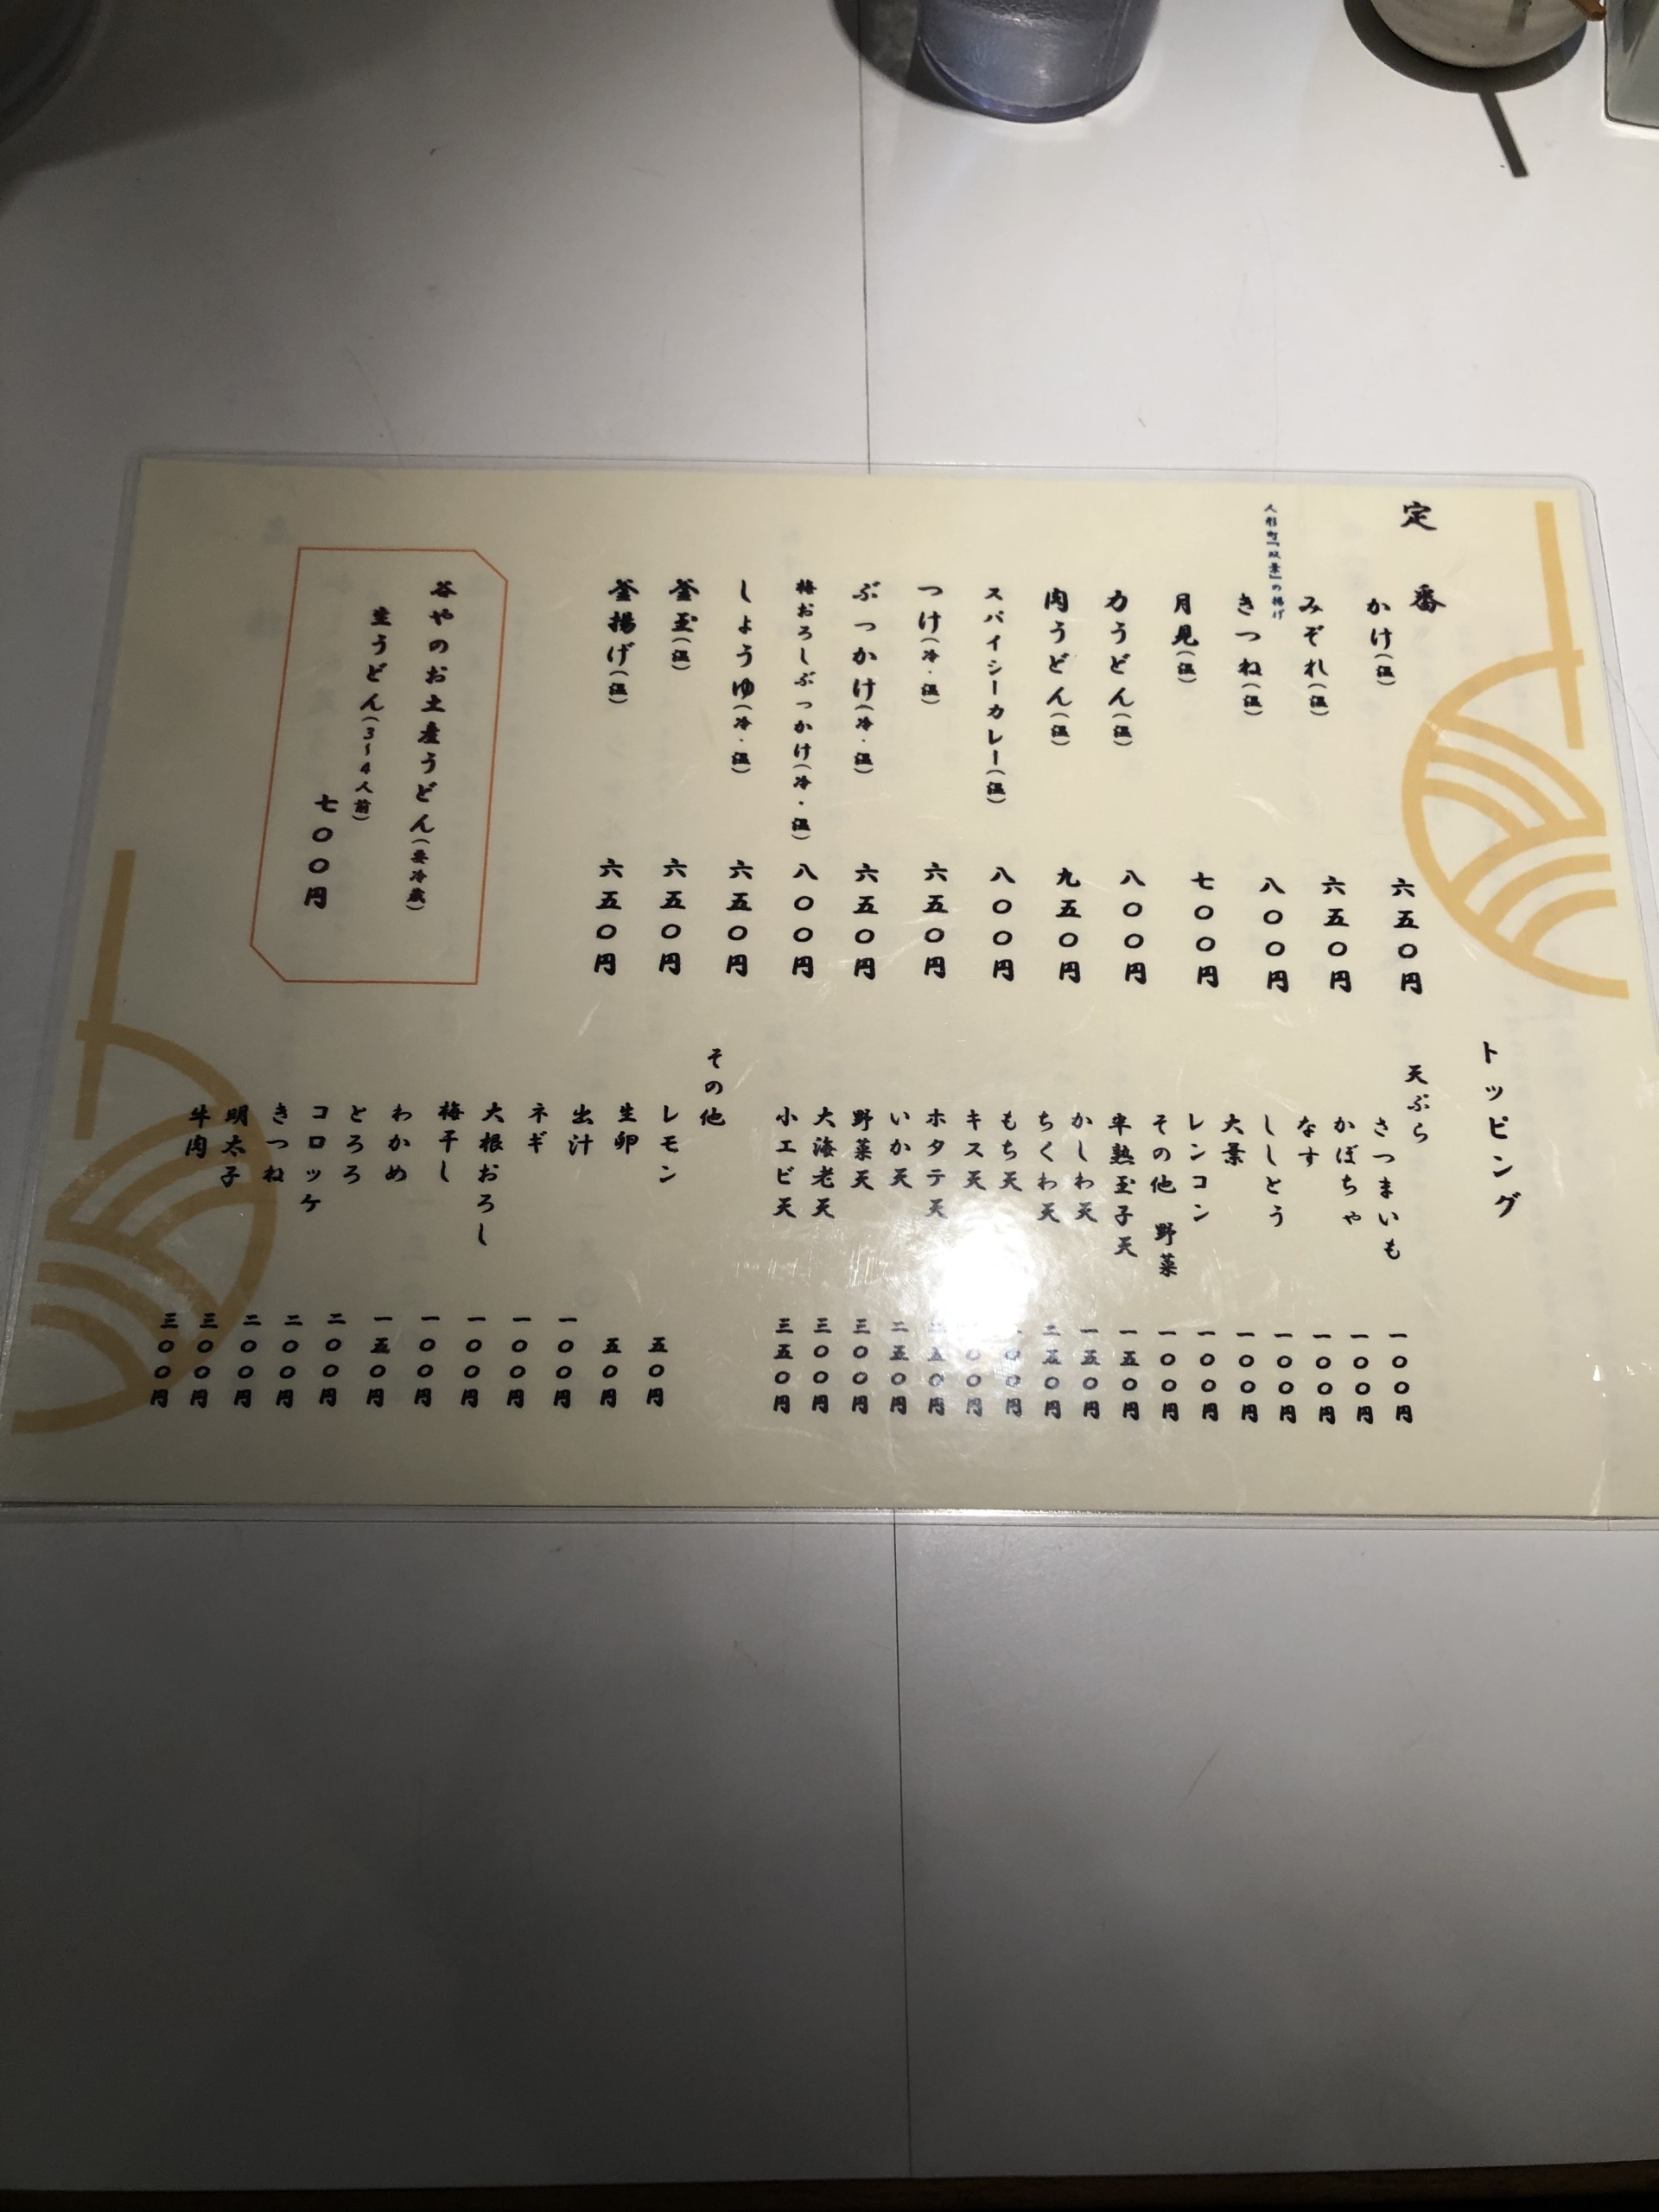 定番
かけ(温) 六五〇円
みぞれ(温) 六五〇円
人形町「双葉」の揚げ
きつね(温) 八〇〇円
月見(温) 七〇〇円
力うどん(温) 八〇〇円
肉うどん(温) 九五〇円
スパイシーカレー(温) 八〇〇円
つけ(冷・温) 六五〇円
ぶっかけ(冷・温) 六五〇円
梅おろしぶっかけ(冷・温) 八〇〇円
しょうゆ(冷・温) 六五〇円
釜玉(温) 六五〇円
釜揚げ(温) 六五〇円
谷やのお土産うどん(要冷蔵)
生うどん(3〜4人前)
七〇〇円
トッピング
天ぷら
さつまいも 一〇〇円
かぼちゃ 一〇〇円
なす 一〇〇円
ししとう 一〇〇円
大葉 一〇〇円
レンコン 一〇〇円
その他 野菜 一〇〇円
半熟玉子天 一五〇円
かしわ天 一五〇円
ちくわ天
もち天
キス天
ホタテ天
いか天 二五〇円
野菜天 三〇〇円
大海老天 三〇〇円
小エビ天 三五〇円
その他
レモン 五〇円
生卵 五〇円
出汁 一〇〇円
ネギ 一〇〇円
大根おろし 一〇〇円
梅干し 一〇〇円
わかめ 一五〇円
とろろ 二〇〇円
コロッケ 二〇〇円
きつね 二〇〇円
明太子 三〇〇円
牛肉 三〇〇円